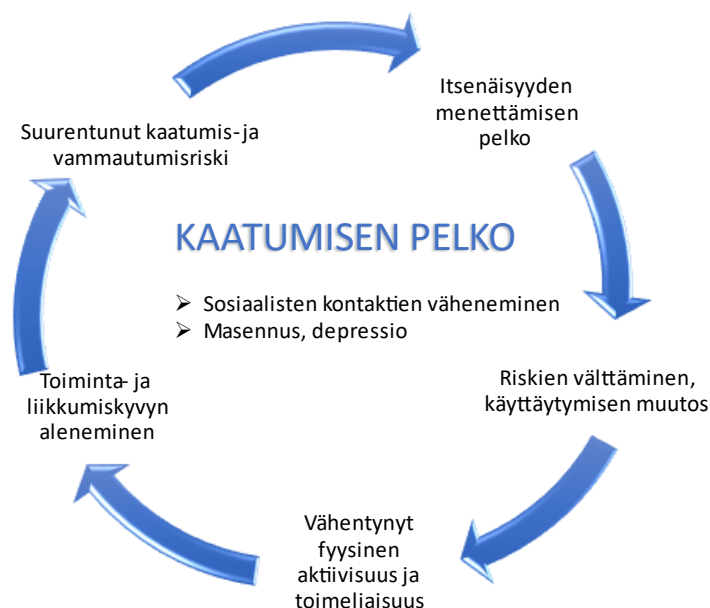 Itsenäisyyden
menettämisen
pelko
Suurentunut kaatumis- ja
vammautumisriski
KAATUMISEN PELKO
Sosiaalisten kontaktien väheneminen
Masennus, depressio
Riskien välttäminen,
käyttäytymisen muutos
Toiminta- ja
liikkumiskyvyn
aleneminen
Vähentynyt
fyysinen
aktiivisuus ja
toimeliaisuus